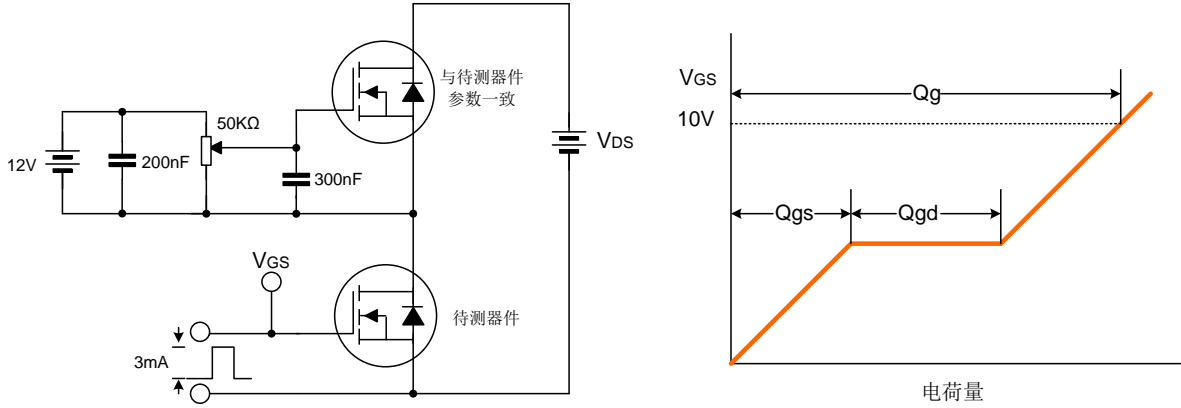 与待测器件
参数一致
50KΩ
12V
200nF
300nF
VDS
VGS
待测器件
3mA
VGS
Qg
10V
Qgs
Qgd
电荷量